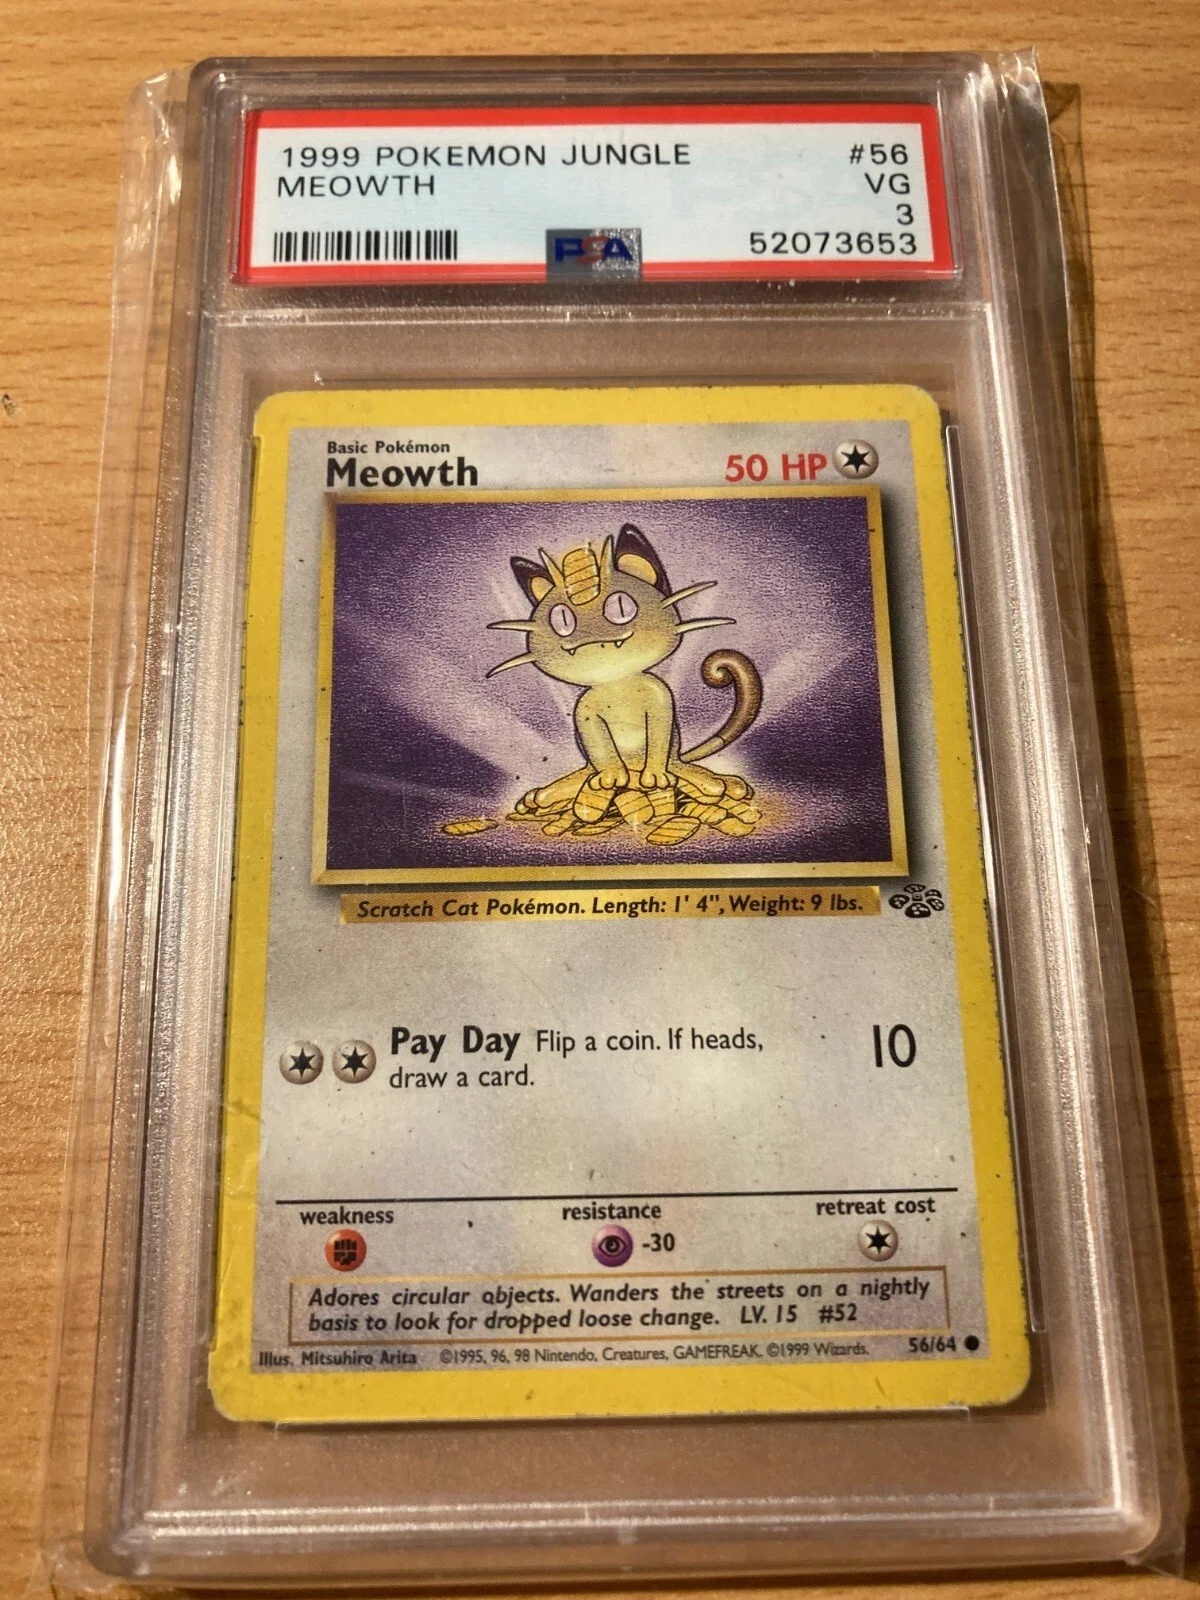 1999 POKEMON JUNGLE #56
MEOWTH VG
3
PSA 52073653
Basic Pokémon
Meowth 50 HP
Scratch Cat Pokémon. Length: 1' 4", Weight: 9 lbs.
Pay Day Flip a coin. If heads, 10
draw a card.
weakness resistance retreat cost
-30
Adores circular objects. Wanders the streets on a nightly
basis to look for dropped loose change. LV. 15 #52
Illus. Mitsuhiro Arita ©1995, 96, 98 Nintendo, Creatures, GAMEFREAK. ©1999 Wizards. 56/64 ●